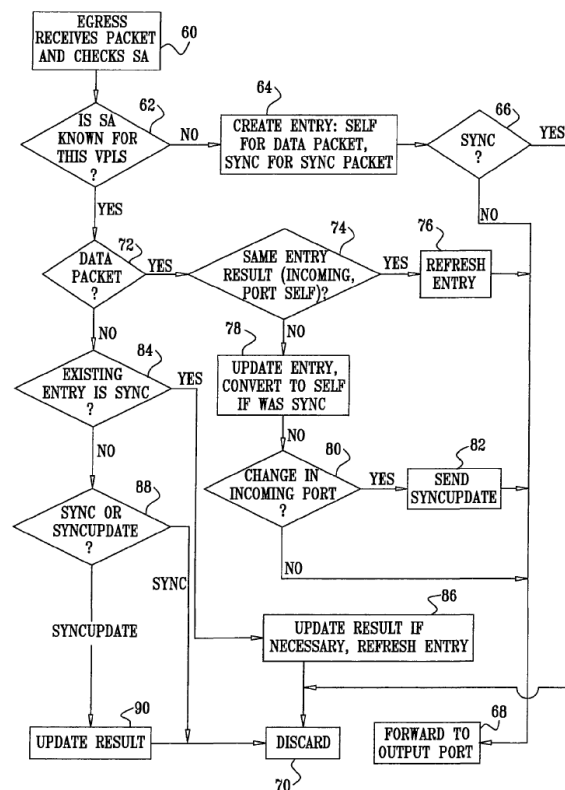 EGRESS
RECEIVES PACKET
AND CHECKS SA
60
IS SA
KNOWN FOR
THIS VPLS
?
62
NO
64
CREATE ENTRY: SELF
FOR DATA PACKET,
SYNC FOR SYNC PACKET
66
SYNC
?
YES
NO
YES
72
DATA
PACKET
?
YES
74
SAME ENTRY
RESULT (INCOMING,
PORT SELF)?
YES
76
REFRESH
ENTRY
NO
NO
78
UPDATE ENTRY,
CONVERT TO SELF
IF WAS SYNC
84
EXISTING
ENTRY IS SYNC
?
YES
NO
NO
80
CHANGE IN
INCOMING PORT
?
YES
82
SEND
SYNCUPDATE
NO
88
SYNC OR
SYNCUPDATE
?
SYNC
SYNCUPDATE
86
UPDATE RESULT IF
NECESSARY, REFRESH ENTRY
90
UPDATE RESULT
DISCARD
70
68
FORWARD TO
OUTPUT PORT